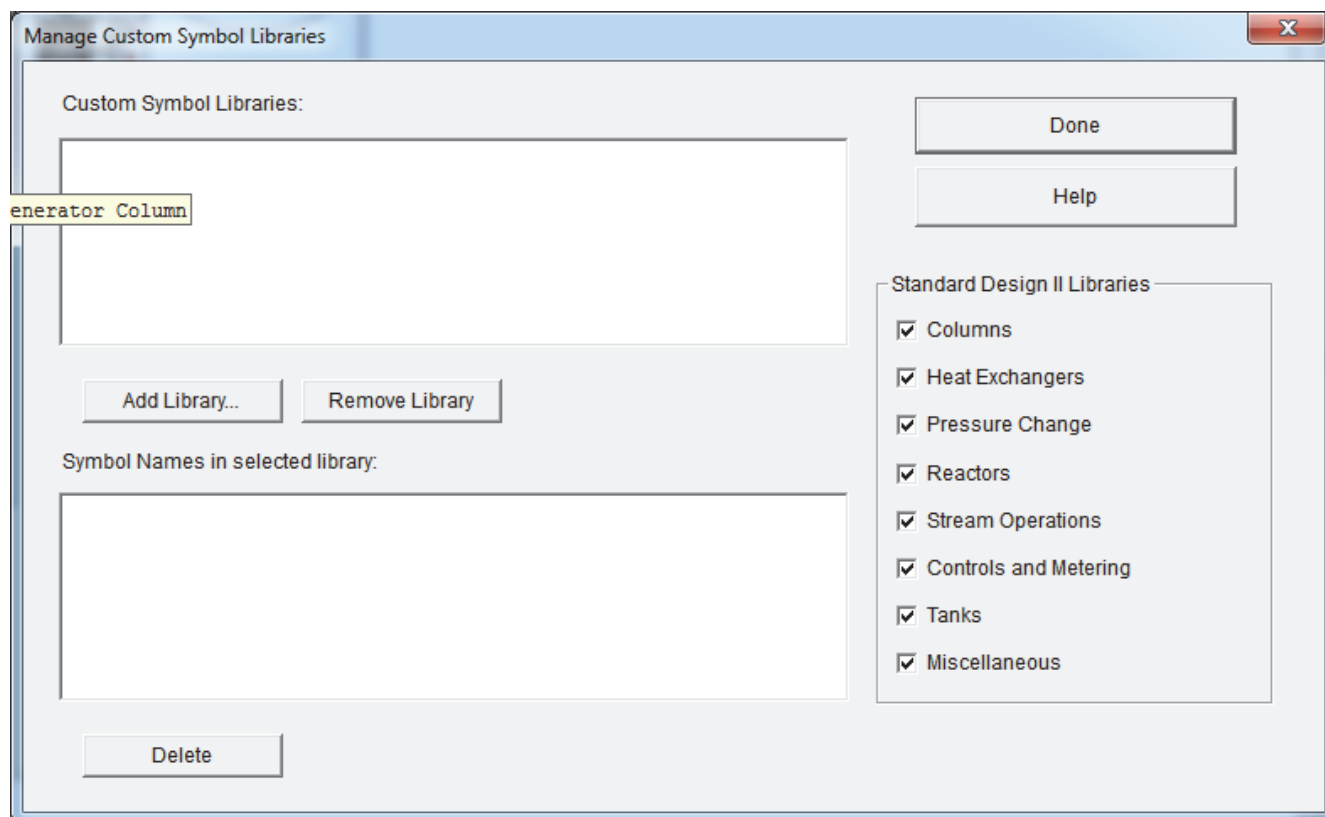 Manage Custom Symbol Libraries
Custom Symbol Libraries:
enerator Column
Add Library...
Remove Library
Symbol Names in selected library:
Delete
Done
Help
Standard Design II Libraries
Columns
Heat Exchangers
Pressure Change
Reactors
Stream Operations
Controls and Metering
Tanks
Miscellaneous